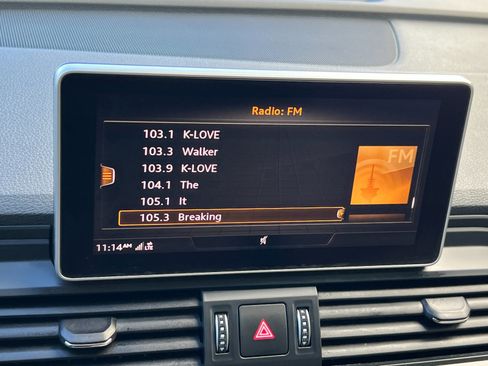 Radio: FM
103.1 K-LOVE
103.3 Walker
103.9 K-LOVE
104.1 The
105.1 It
105.3 Breaking
FM
11:14AM LTE